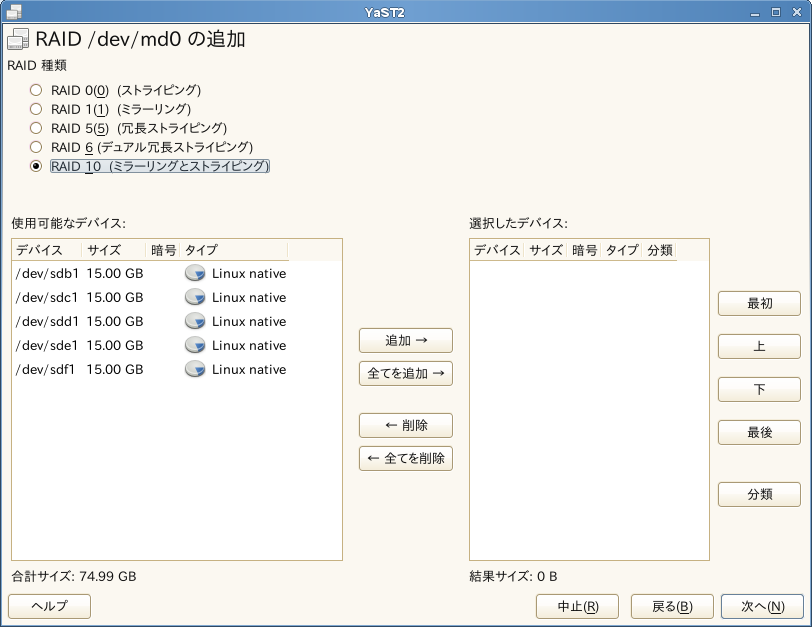 YaST2
RAID /dev/md0 の追加
RAID 種類
RAID 0(0) (ストライピング)
RAID 1(1) (ミラーリング)
RAID 5(5) (冗長ストライピング)
RAID 6 (デュアル冗長ストライピング)
RAID 10 (ミラーリングとストライピング)
使用可能なデバイス:
デバイス サイズ 暗号 タイプ
/dev/sdb1 15.00 GB Linux native
/dev/sdc1 15.00 GB Linux native
/dev/sdd1 15.00 GB Linux native
/dev/sde1 15.00 GB Linux native
/dev/sdf1 15.00 GB Linux native
合計サイズ: 74.99 GB
追加 →
全てを追加 →
← 削除
← 全てを削除
選択したデバイス:
デバイス サイズ 暗号 タイプ 分類
結果サイズ: 0 B
最初
上
下
最後
分類
ヘルプ
中止(R)
戻る(B)
次へ(N)